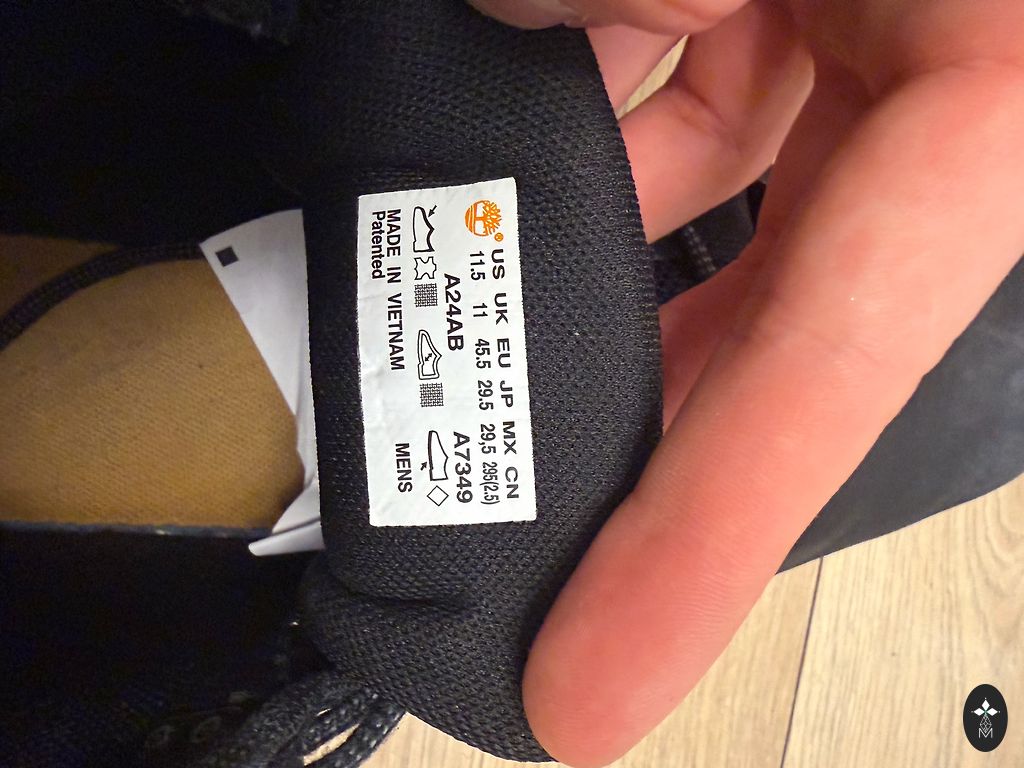 US UK EU JP MX CN
11.5 11 45.5 29.5 29,5 295(2.5)
A24AB A7349
MADE IN VIETNAM MENS
Patented
M